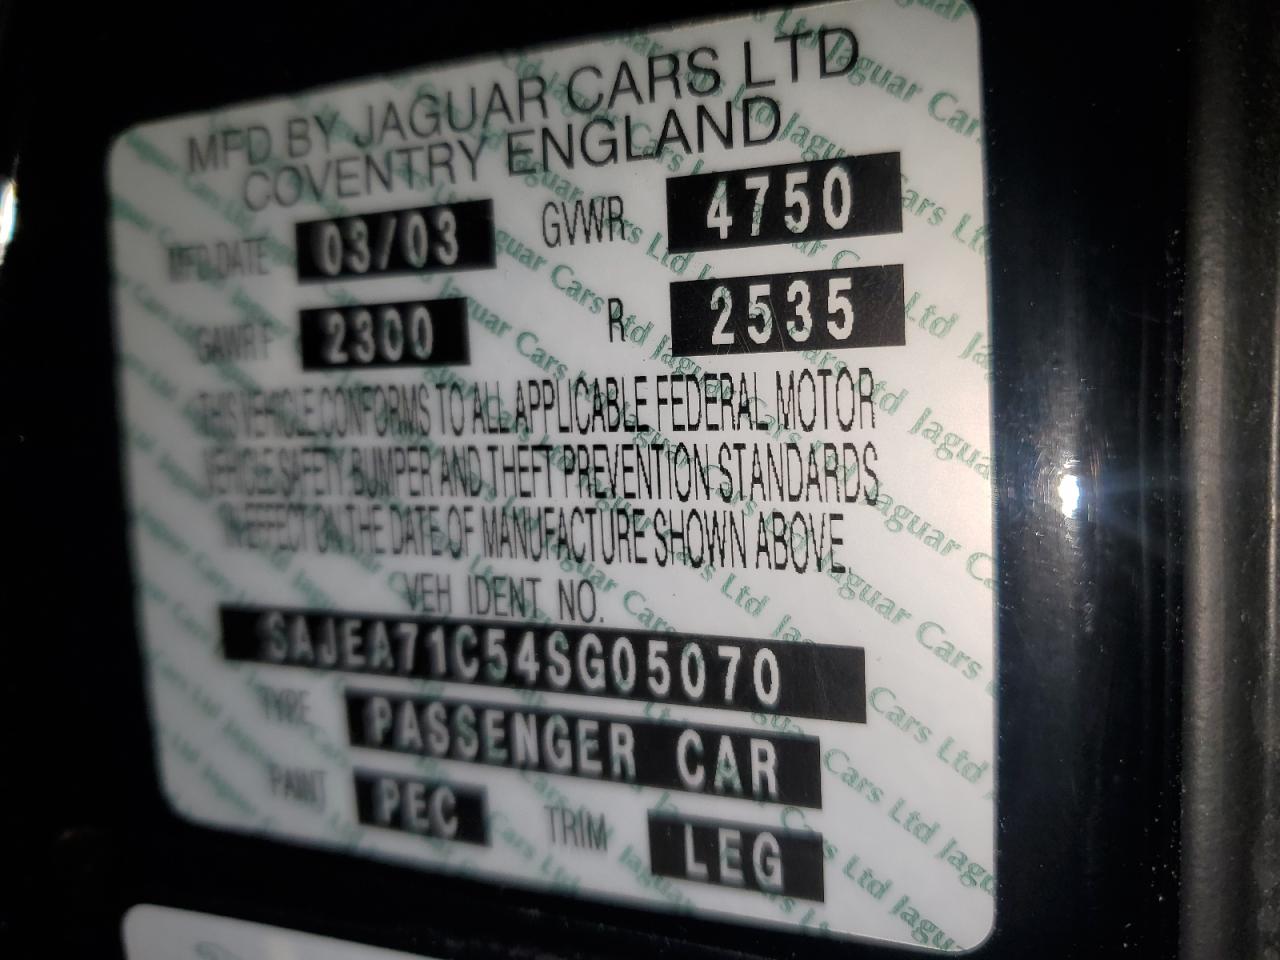 MFD BY JAGUAR CARS LTD
COVENTRY ENGLAND
MFD DATE 03/03 GVWR 4750
GAWR F 2300 R 2535
THIS VEHICLE CONFORMS TO ALL APPLICABLE FEDERAL MOTOR
VEHICLE SAFETY BUMPER AND THEFT PREVENTION STANDARDS
IN EFFECT ON THE DATE OF MANUFACTURE SHOWN ABOVE.
VEH IDENT NO.
SAJEA71C54SG05070
TYPE PASSENGER CAR
PAINT PEC TRIM LEG